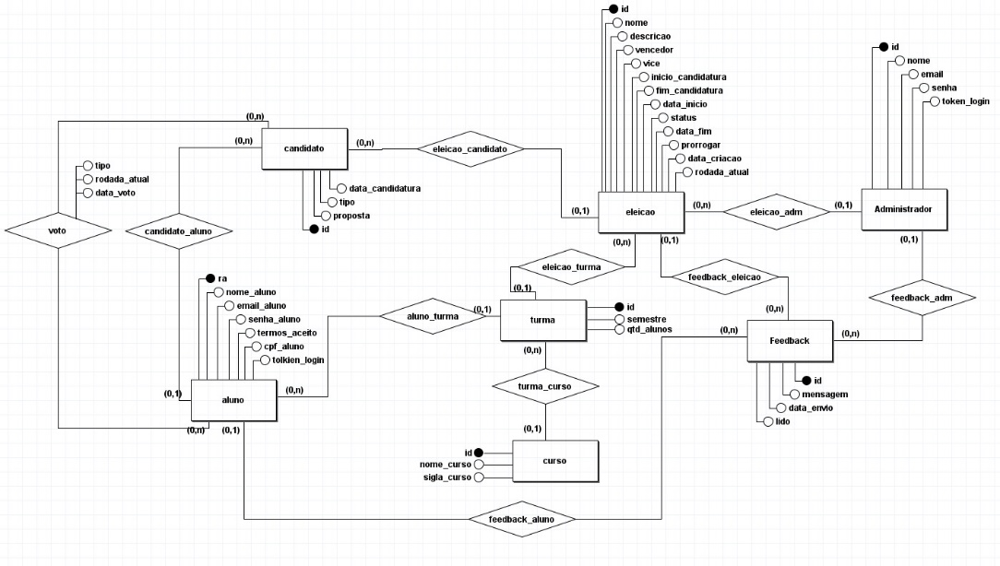 id
nome
descricao
vencedor
vice
inicio_candidatura
fim_candidatura
data_inicio
status
data_fim
prorrogar
data_criacao
rodada_atual
id
nome
email
senha
token_login
(0,n)
(0,n)
candidato
(0,n)
eleicao_candidato
tipo
rodada_atual
data_voto
data_candidatura
tipo
proposta
id
voto
candidato_aluno
(0,1)
eleicao
(0,n)
eleicao_adm
(0,1)
Administrador
(0,n)
(0,1)
(0,1)
eleicao_turma
feedback_eleicao
ra
nome_aluno
email_aluno
senha_aluno
termos_aceito
cpf_aluno
tolkien_login
(0,1)
feedback_adm
aluno_turma
(0,1)
turma
id
semestre
qtd_alunos
(0,n)
(0,n)
Feedback
(0,n)
(0,n)
id
mensagem
data_envio
lido
(0,1)
aluno
(0,n)
(0,n)
(0,1)
turma_curso
(0,1)
id
nome_curso
sigla_curso
curso
feedback_aluno